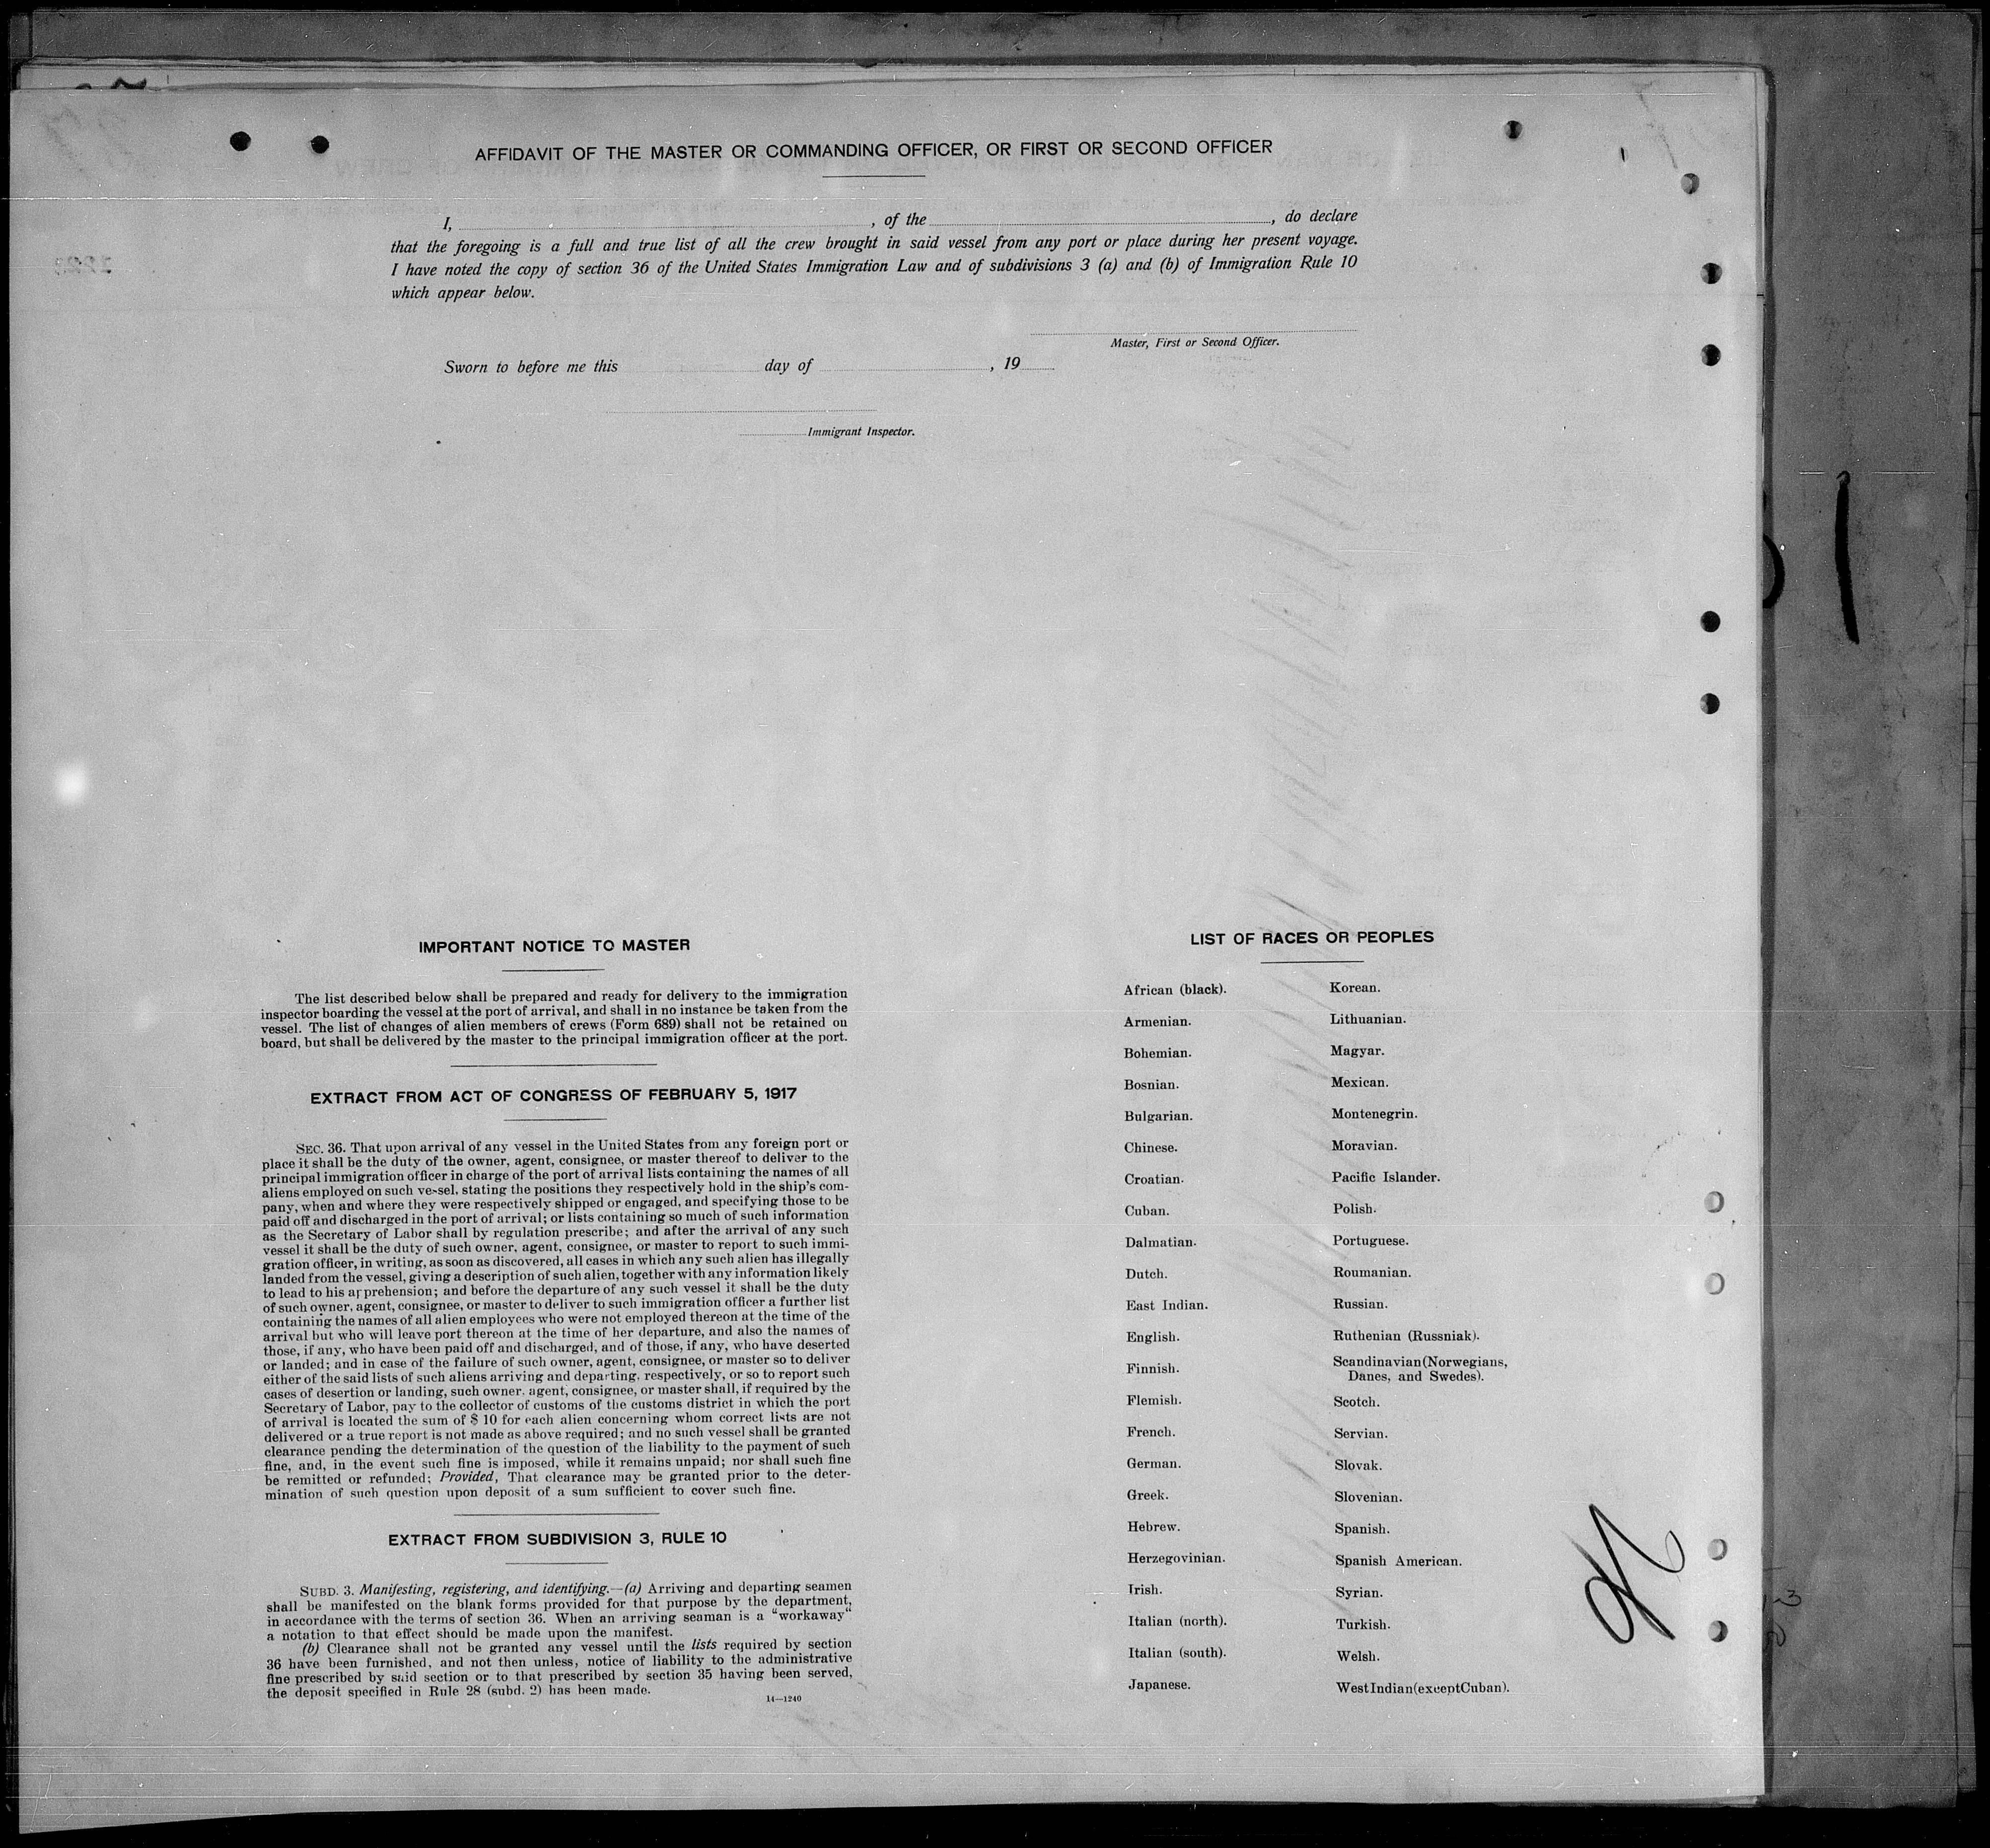 AFFIDAVIT OF THE MASTER OR COMMANDING OFFICER, OR FIRST OR SECOND OFFICER
I, , of the , do declare
that the foregoing is a full and true list of all the crew brought in said vessel from any port or place during her present voyage.
I have noted the copy of section 36 of the United States Immigration Law and of subdivisions 3 (a) and (b) of Immigration Rule 10
which appear below.
Master, First or Second Officer.
Sworn to before me this day of , 19
Immigrant Inspector.
IMPORTANT NOTICE TO MASTER
The list described below shall be prepared and ready for delivery to the immigration
inspector boarding the vessel at the port of arrival, and shall in no instance be taken from the
vessel. The list of changes of alien members of crews (Form 689) shall not be retained on
board, but shall be delivered by the master to the principal immigration officer at the port.
EXTRACT FROM ACT OF CONGRESS OF FEBRUARY 5, 1917
SEC. 36. That upon arrival of any vessel in the United States from any foreign port or
place it shall be the duty of the owner, agent, consignee, or master thereof to deliver to the
principal immigration officer in charge of the port of arrival lists containing the names of all
aliens employed on such vessel, stating the positions they respectively hold in the ship's com-
pany, when and where they were respectively shipped or engaged, and specifying those to be
paid off and discharged in the port of arrival; or lists containing so much of such information
as the Secretary of Labor shall by regulation prescribe; and after the arrival of any such
vessel it shall be the duty of such owner, agent, consignee, or master to report to such immi-
gration officer, in writing, as soon as discovered, all cases in which any such alien has illegally
landed from the vessel, giving a description of such alien, together with any information likely
to lead to his apprehension; and before the departure of any such vessel it shall be the duty
of such owner, agent, consignee, or master to deliver to such immigration officer a further list
containing the names of all alien employees who were not employed thereon at the time of the
arrival but who will leave port thereon at the time of her departure, and also the names of
those, if any, who have been paid off and discharged, and of those, if any, who have deserted
or landed; and in case of the failure of such owner, agent, consignee, or master so to deliver
either of the said lists of such aliens arriving and departing, respectively, or so to report such
cases of desertion or landing, such owner, agent, consignee, or master shall, if required by the
Secretary of Labor, pay to the collector of customs of the customs district in which the port
of arrival is located the sum of $ 10 for each alien concerning whom correct lists are not
delivered or a true report is not made as above required; and no such vessel shall be granted
clearance pending the determination of the question of the liability to the payment of such
fine, and, in the event such fine is imposed, while it remains unpaid; nor shall such fine
be remitted or refunded; Provided, That clearance may be granted prior to the deter-
mination of such question upon deposit of a sum sufficient to cover such fine.
EXTRACT FROM SUBDIVISION 3, RULE 10
SUBD. 3. Manifesting, registering, and identifying.—(a) Arriving and departing seamen
shall be manifested on the blank forms provided for that purpose by the department,
in accordance with the terms of section 36. When an arriving seaman is a "workaway"
a notation to that effect should be made upon the manifest.
(b) Clearance shall not be granted any vessel until the lists required by section
36 have been furnished, and not then unless, notice of liability to the administrative
fine prescribed by said section or to that prescribed by section 35 having been served,
the deposit specified in Rule 28 (subd. 2) has been made.
14—1240
LIST OF RACES OR PEOPLES
African (black).
Armenian.
Bohemian.
Bosnian.
Bulgarian.
Chinese.
Croatian.
Cuban.
Dalmatian.
Dutch.
East Indian.
English.
Finnish.
Flemish.
French.
German.
Greek.
Hebrew.
Herzegovinian.
Irish.
Italian (north).
Italian (south).
Japanese.
Korean.
Lithuanian.
Magyar.
Mexican.
Montenegrin.
Moravian.
Pacific Islander.
Polish.
Portuguese.
Roumanian.
Russian.
Ruthenian (Russniak).
Scandinavian (Norwegians,
Danes, and Swedes).
Scotch.
Servian.
Slovak.
Slovenian.
Spanish.
Spanish American.
Syrian.
Turkish.
Welsh.
West Indian (except Cuban).